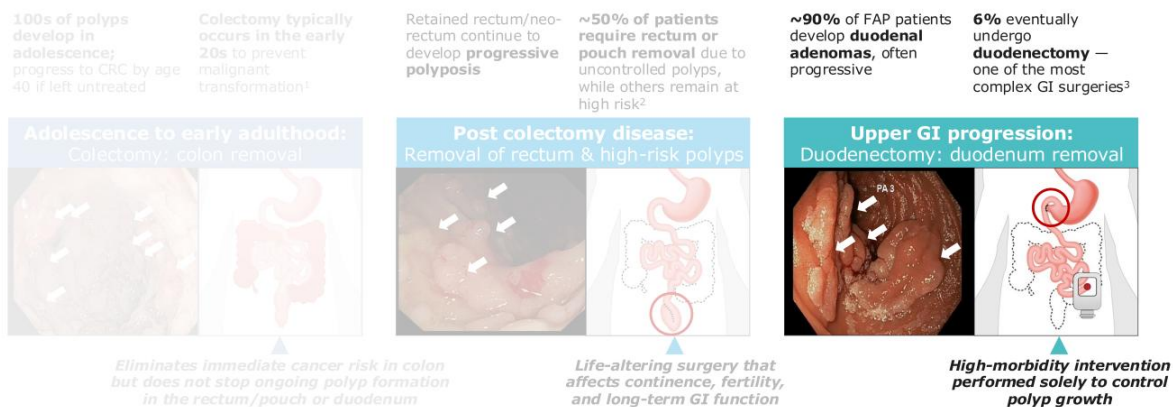 100s of polyps
develop in
adolescence;
progress to CRC by age
40 if left untreated
Colectomy typically
occurs in the early
20s to prevent
malignant
transformation¹
Retained rectum/neo-
rectum continue to
develop progressive
polyposis
~50% of patients
require rectum or
pouch removal due to
uncontrolled polyps,
while others remain at
high risk²
~90% of FAP patients
develop duodenal
adenomas, often
progressive
6% eventually
undergo
duodenectomy —
one of the most
complex GI surgeries³
Adolescence to early adulthood:
Colectomy: colon removal
Post colectomy disease:
Removal of rectum & high-risk polyps
Upper GI progression:
Duodenectomy: duodenum removal
PA 3
Eliminates immediate cancer risk in colon
but does not stop ongoing polyp formation
in the rectum/pouch or duodenum
Life-altering surgery that
affects continence, fertility,
and long-term GI function
High-morbidity intervention
performed solely to control
polyp growth